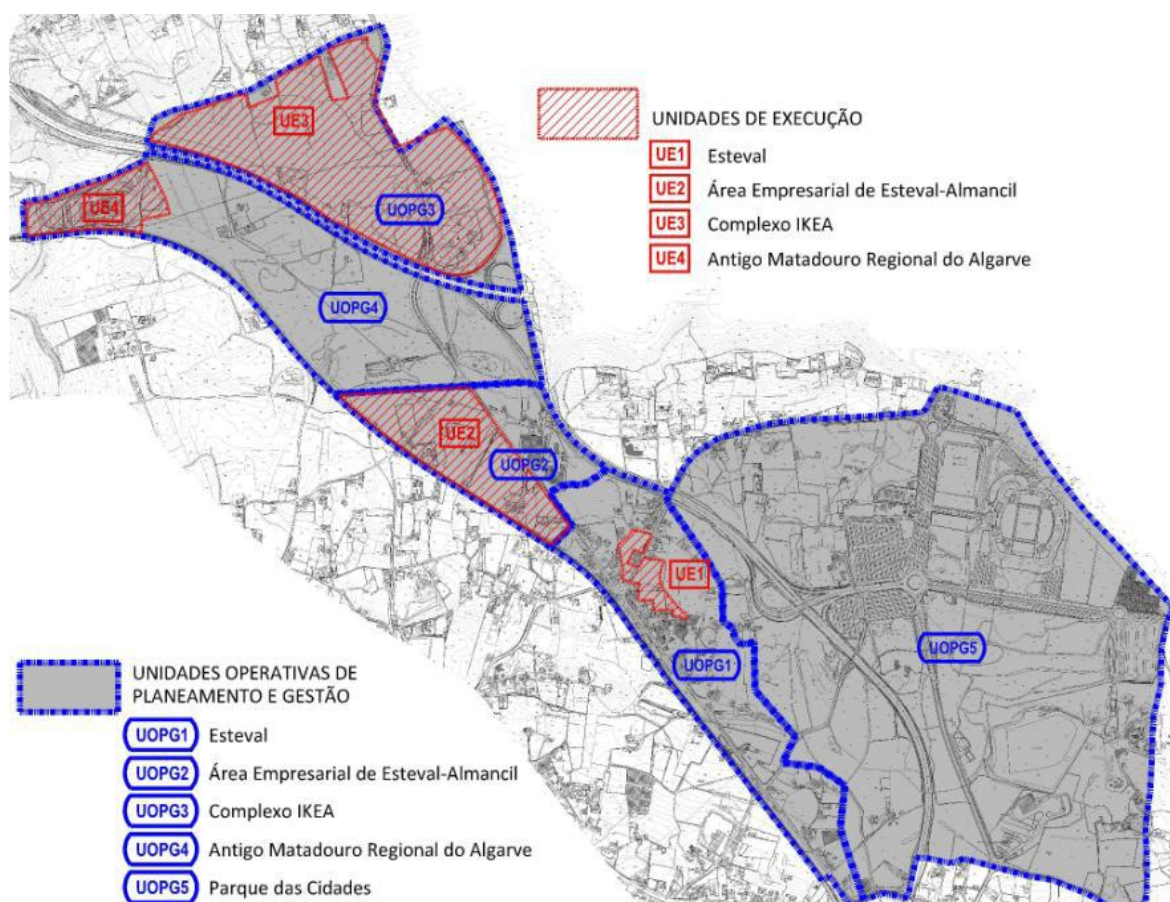 UNIDADES DE EXECUÇÃO
UE1 Esteval
UE2 Área Empresarial de Esteval-Almancil
UE3 Complexo IKEA
UE4 Antigo Matadouro Regional do Algarve
UE3
UE4
UOPG3
UOPG4
UE2
UOPG2
UE1
UOPG1
UOPG5
UNIDADES OPERATIVAS DE
PLANEAMENTO E GESTÃO
UOPG1 Esteval
UOPG2 Área Empresarial de Esteval-Almancil
UOPG3 Complexo IKEA
UOPG4 Antigo Matadouro Regional do Algarve
UOPG5 Parque das Cidades